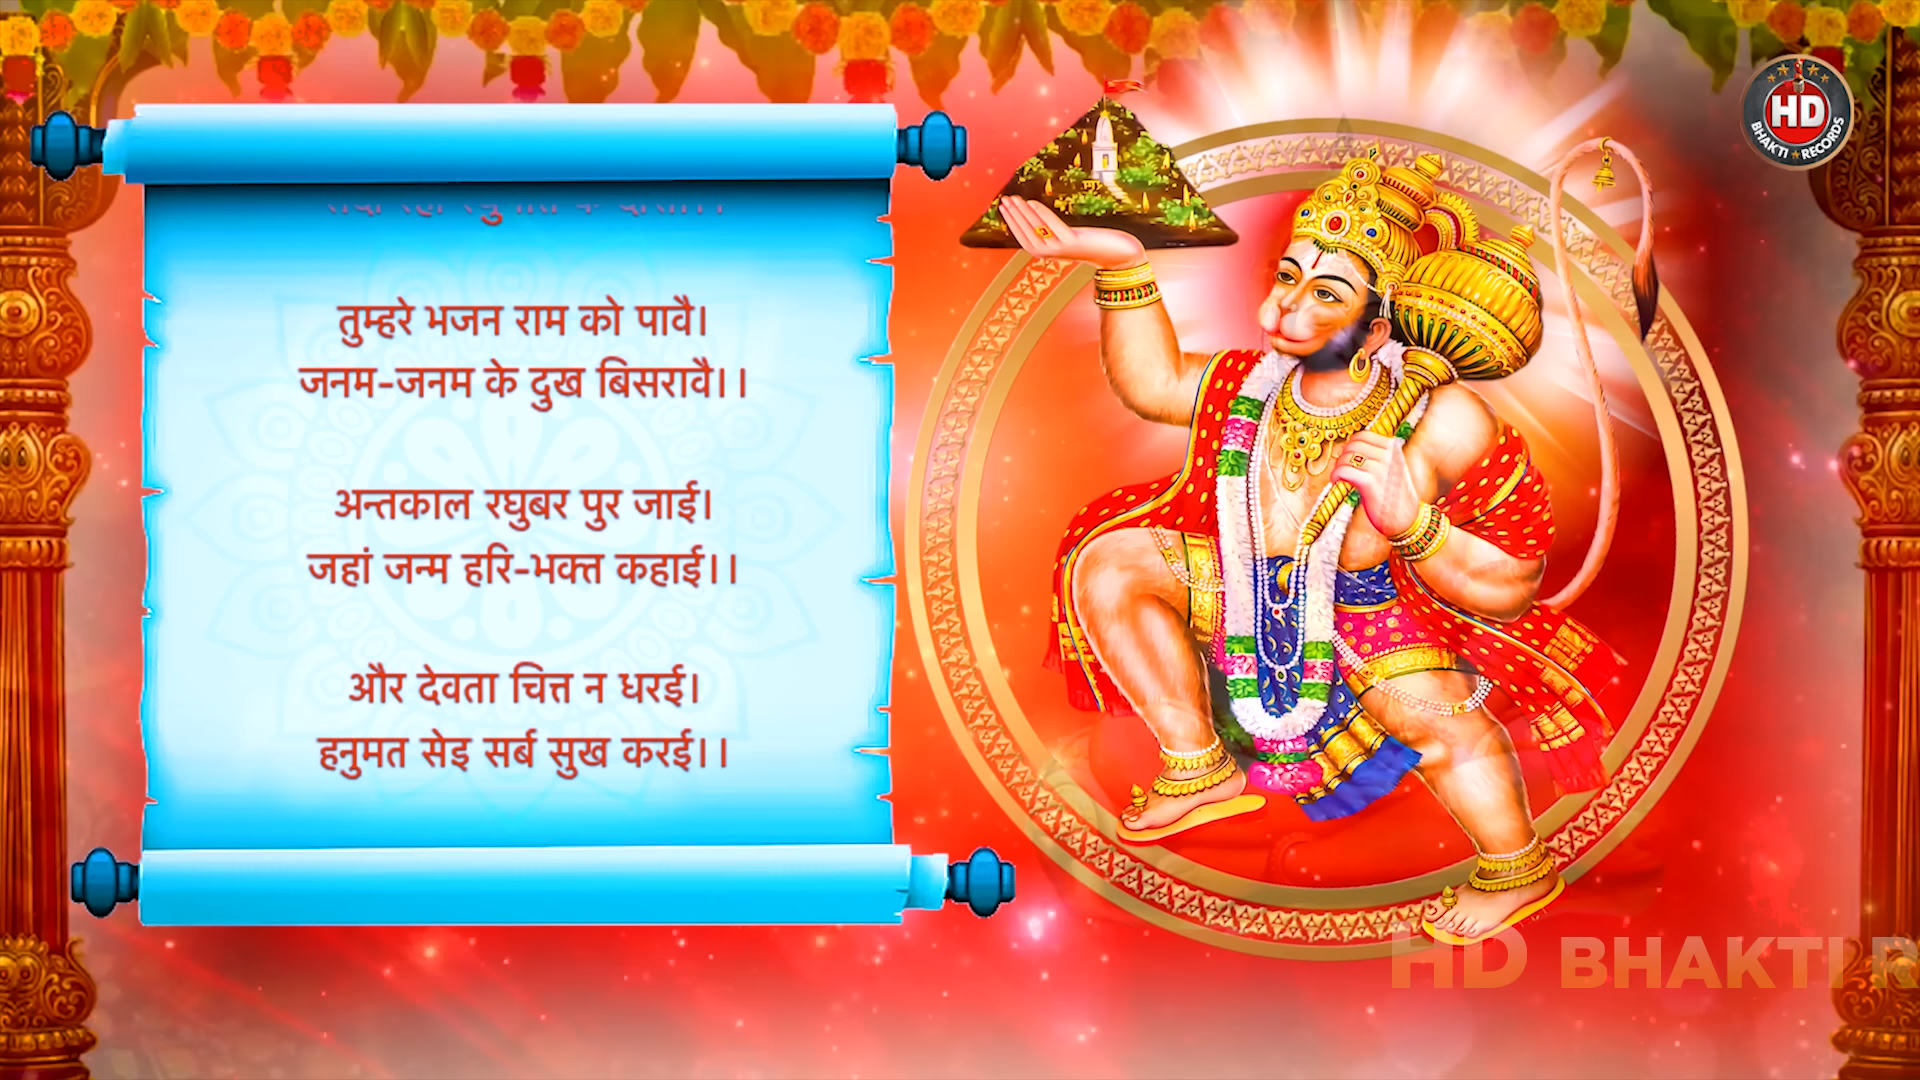 तुम्हरे भजन राम को पावै।
जनम-जनम के दुख बिसरावै।।
अन्तकाल रघुबर पुर जाई।
जहां जन्म हरि-भक्त कहाई।।
और देवता चित्त न धरई।
हनुमत सेइ सर्ब सुख करई।।
HD
BHAKTI RECORDS
HD BHAKTI R